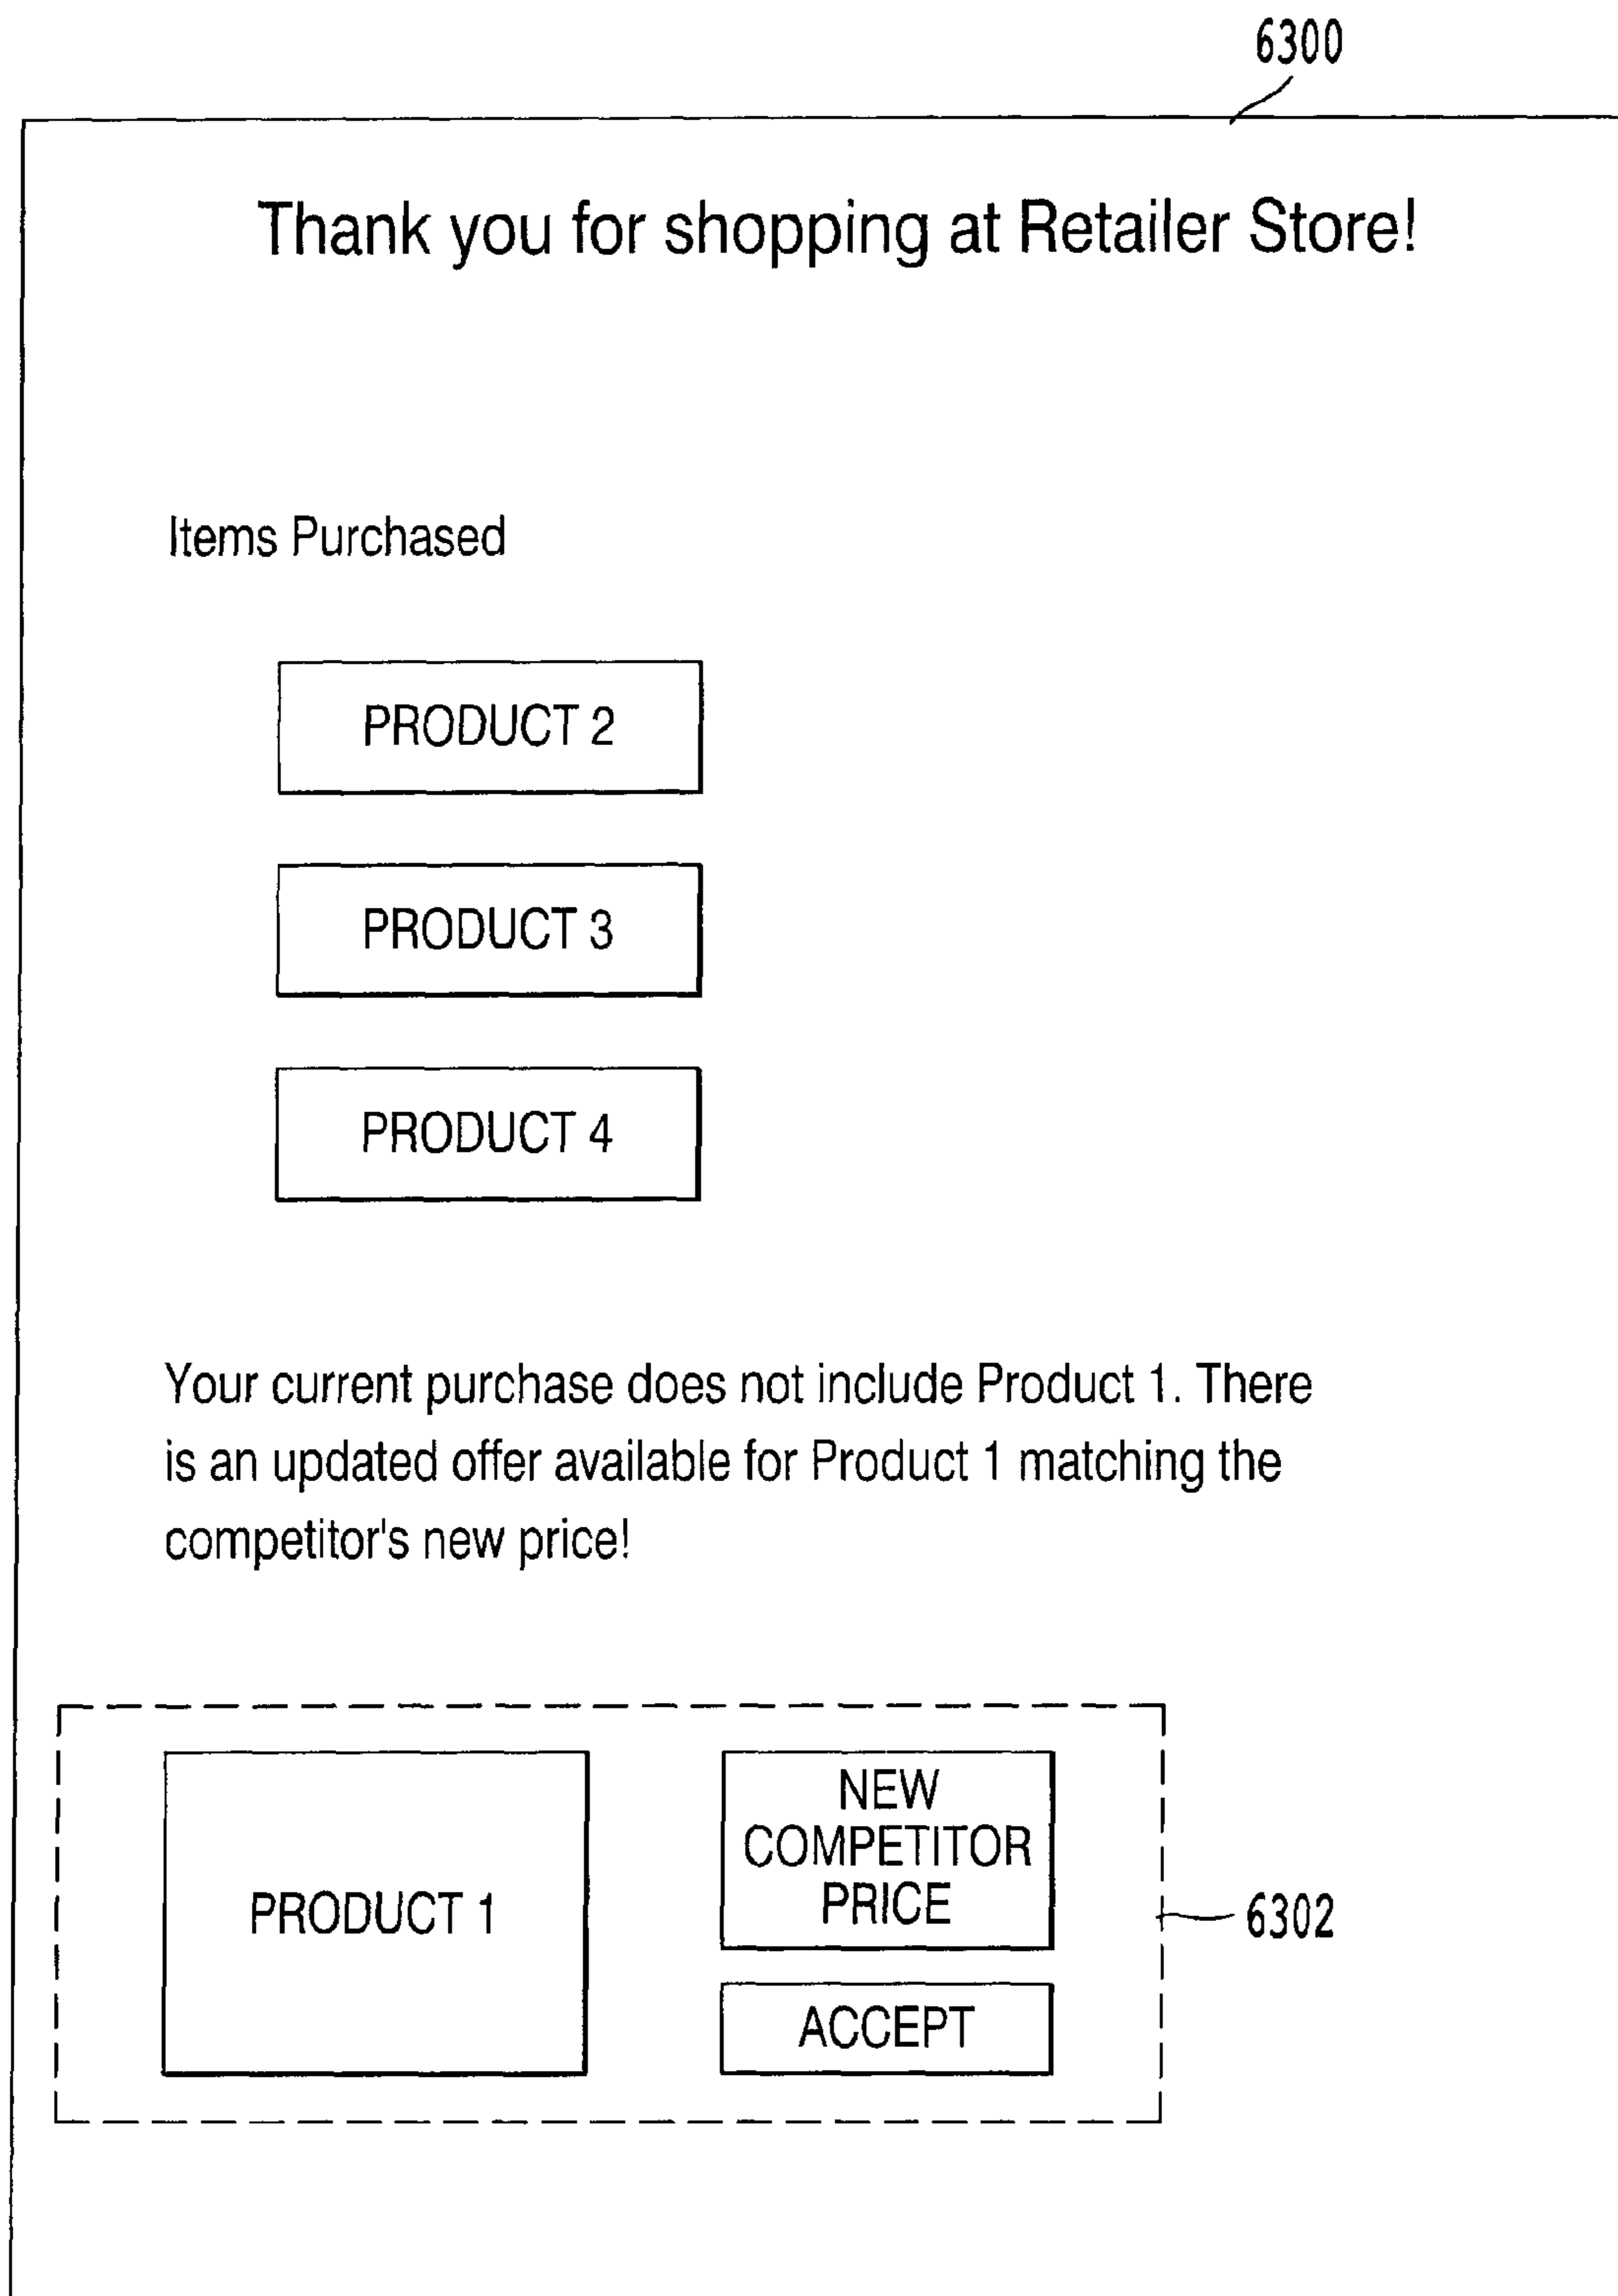 6300
Thank you for shopping at Retailer Store!
Items Purchased
PRODUCT 2
PRODUCT 3
PRODUCT 4
Your current purchase does not include Product 1. There
is an updated offer available for Product 1 matching the
competitor's new price!
PRODUCT 1
NEW
COMPETITOR
PRICE
ACCEPT
6302